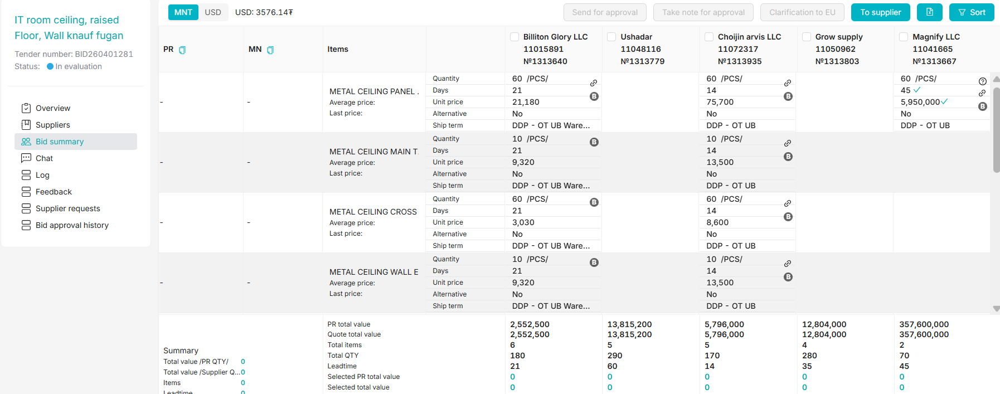 IT room ceiling, raised
Floor, Wall knauf fugan
Tender number: BID260401281
Status: In evaluation
Overview
Suppliers
Bid summary
Chat
Log
Feedback
Supplier requests
Bid approval history
MNT USD USD: 3576.14₮
Send for approval Take note for approval Clarification to EU To supplier Sort
PR MN Items
Billiton Glory LLC
11015891
№1313640
Ushadar
11048116
№1313779
Choijin arvis LLC
11072317
№1313935
Grow supply
11050962
№1313803
Magnify LLC
11041665
№1313667
- - METAL CEILING PANEL .
Average price:
Last price:
Quantity 60 /PCS/ 60 /PCS/ 60 /PCS/
Days 21 14 45
Unit price 21,180 75,700 5,950,000
Alternative No No No
Ship term DDP - OT UB Ware... DDP - OT UB DDP - OT UB
- - METAL CEILING MAIN T.
Average price:
Last price:
Quantity 10 /PCS/ 10 /PCS/
Days 21 14
Unit price 9,320 13,500
Alternative No No
Ship term DDP - OT UB Ware... DDP - OT UB
- - METAL CEILING CROSS
Average price:
Last price:
Quantity 60 /PCS/ 60 /PCS/
Days 21 14
Unit price 3,030 8,600
Alternative No No
Ship term DDP - OT UB Ware... DDP - OT UB
- - METAL CEILING WALL E
Average price:
Last price:
Quantity 10 /PCS/ 10 /PCS/
Days 21 14
Unit price 9,320 13,500
Alternative No No
Ship term DDP - OT UB Ware... DDP - OT UB
Summary
Total value /PR QTY/ 0
Total value /Supplier Q... 0
Items 0
Leadtime 0
PR total value 2,552,500 13,815,200 5,796,000 12,804,000 357,600,000
Quote total value 2,552,500 13,815,200 5,796,000 12,804,000 357,600,000
Total items 6 5 5 4 2
Total QTY 180 290 170 280 70
Leadtime 21 60 14 35 45
Selected PR total value 0 0 0 0 0
Selected total value 0 0 0 0 0